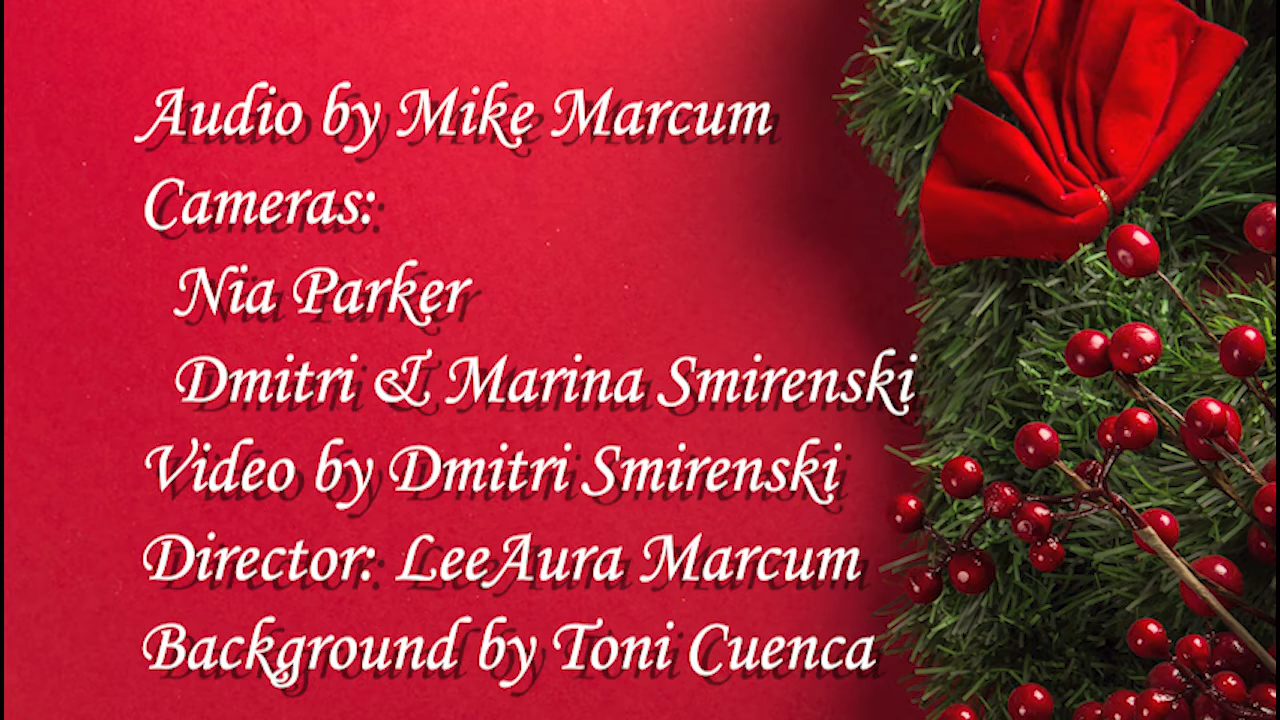 Audio by Mike Marcum
Cameras:
Nia Parker
Dmitri & Marina Smirenski
Video by Dmitri Smirenski
Director: LeeAura Marcum
Background by Toni Cuenca